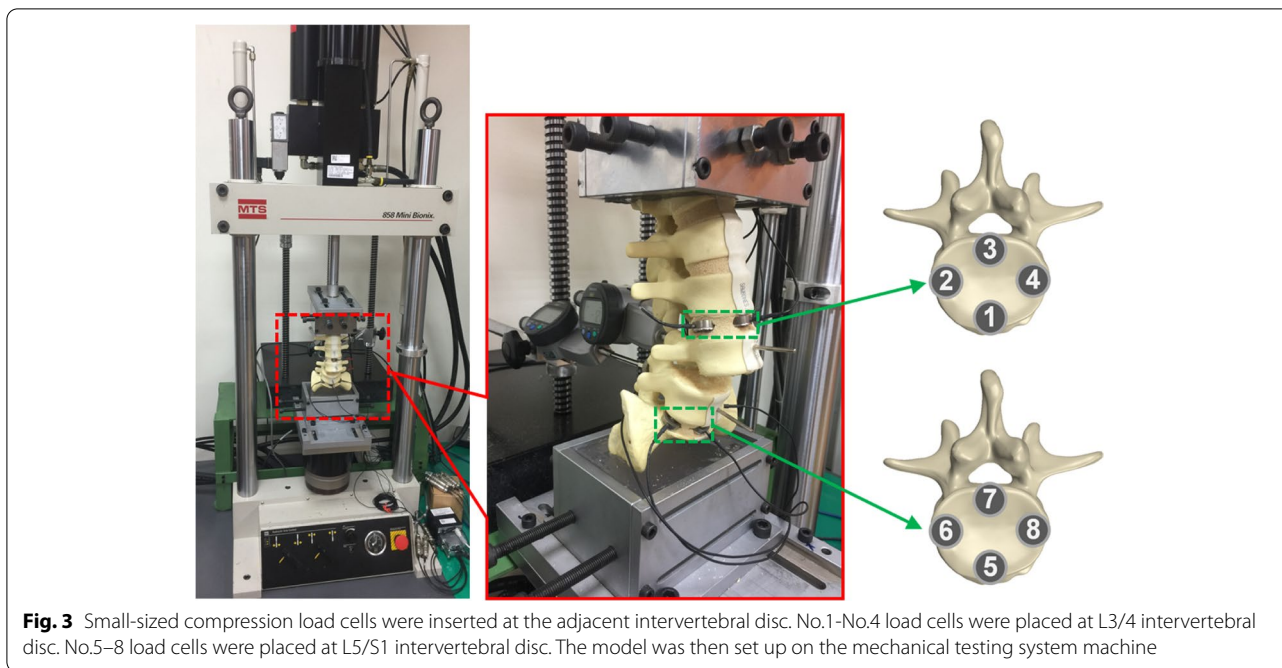 MTS
858 Mini Bionix.
3
2
4
1
7
6
8
5
Fig. 3 Small-sized compression load cells were inserted at the adjacent intervertebral disc. No.1-No.4 load cells were placed at L3/4 intervertebral
disc. No.5–8 load cells were placed at L5/S1 intervertebral disc. The model was then set up on the mechanical testing system machine